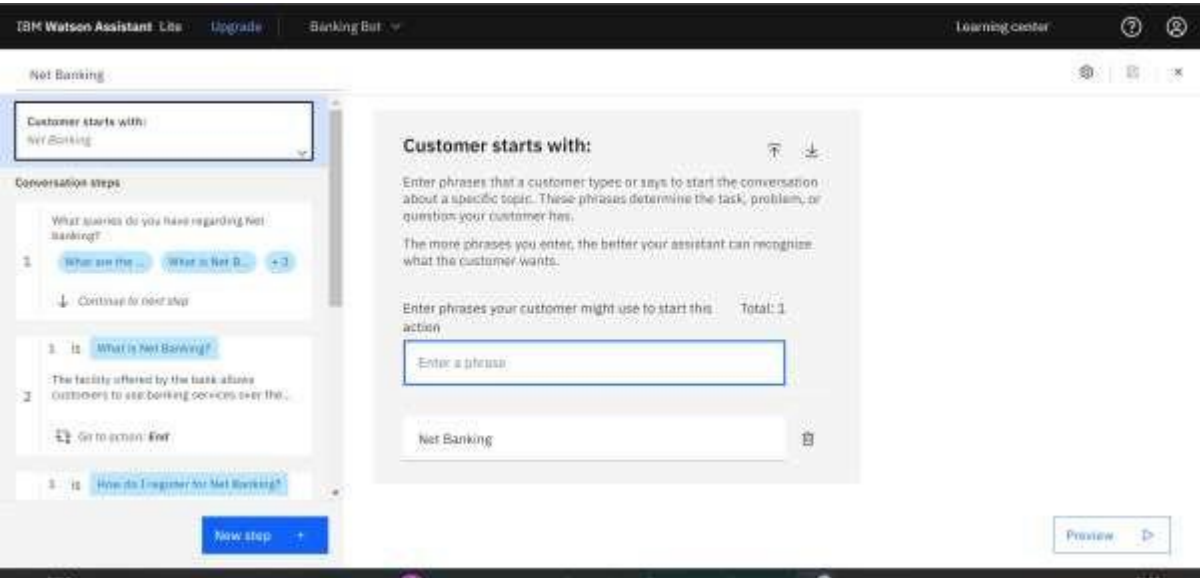 IBM Watson Assistant Lite Upgrade Banking Bot Learning center
Net Banking
Customer starts with:
Net Banking
Conversation steps
What queries do you have regarding Net
banking?
1 What are the ... What is Net B... + 3
Continue to next step
1 is What is Net Banking?
The facility offered by the bank allows
2 customers to use banking services over the...
Go to action: End
1 is How do I register for Net Banking?
New step +
Customer starts with:
Enter phrases that a customer types or says to start the conversation
about a specific topic. These phrases determine the task, problem, or
question your customer has.
The more phrases you enter, the better your assistant can recognize
what the customer wants.
Enter phrases your customer might use to start this Total: 1
action
Enter a phrase
Net Banking
Preview